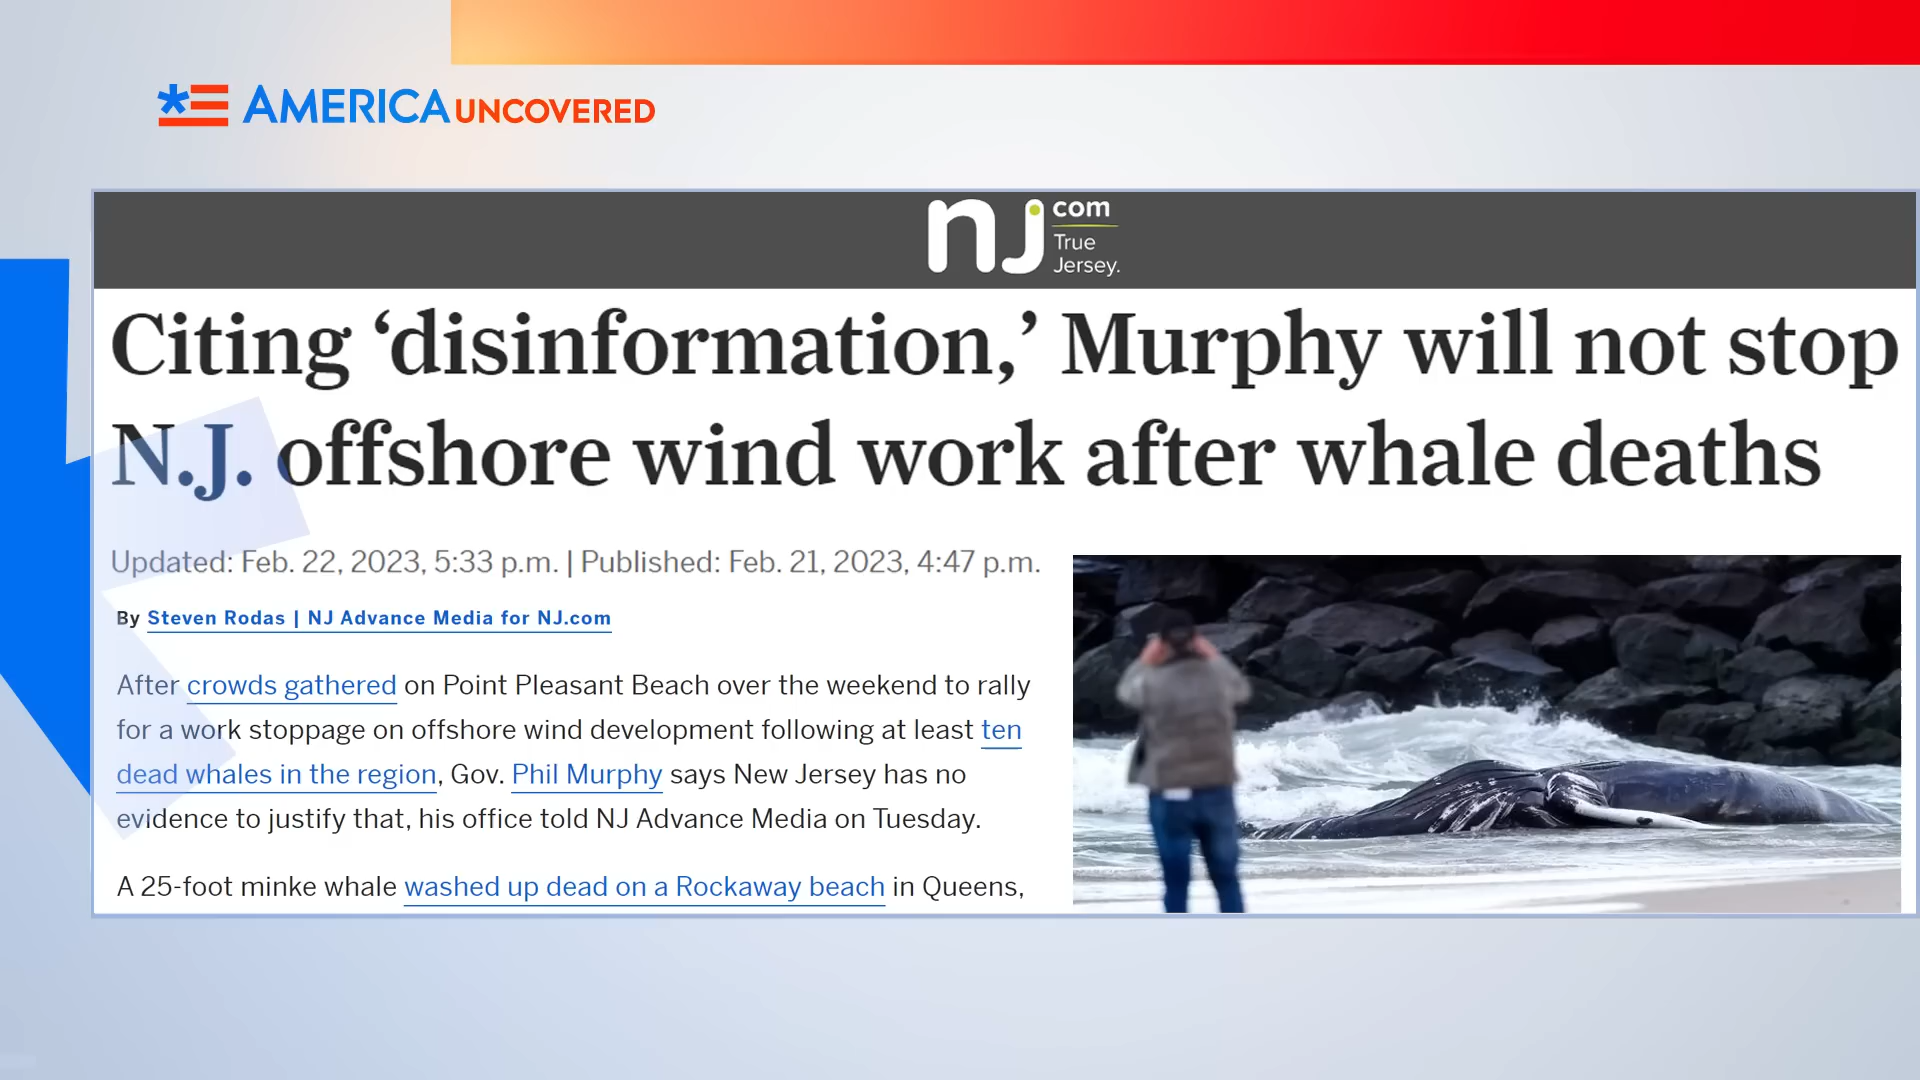 AMERICA UNCOVERED
nj com
True
Jersey.
Citing ‘disinformation,’ Murphy will not stop
N.J. offshore wind work after whale deaths
Updated: Feb. 22, 2023, 5:33 p.m. | Published: Feb. 21, 2023, 4:47 p.m.
By Steven Rodas | NJ Advance Media for NJ.com
After crowds gathered on Point Pleasant Beach over the weekend to rally
for a work stoppage on offshore wind development following at least ten
dead whales in the region, Gov. Phil Murphy says New Jersey has no
evidence to justify that, his office told NJ Advance Media on Tuesday.
A 25-foot minke whale washed up dead on a Rockaway beach in Queens,